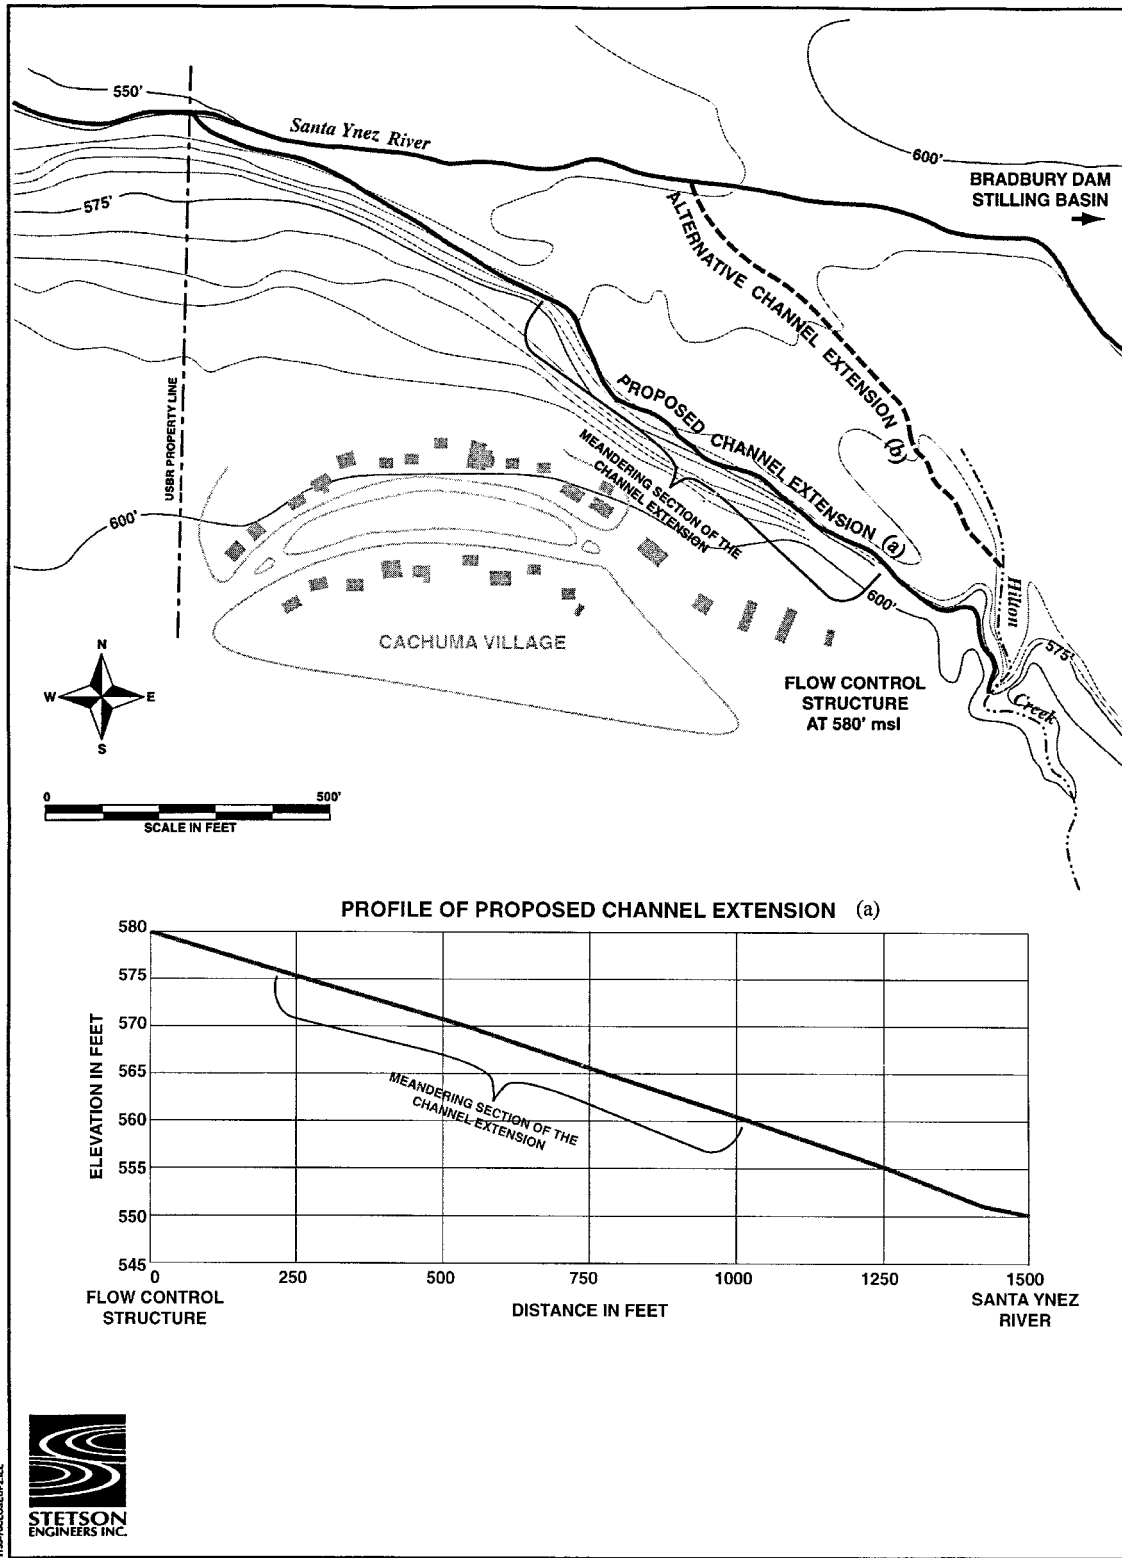 550'
Santa Ynez River
600'
BRADBURY DAM
STILLING BASIN
575'
ALTERNATIVE CHANNEL EXTENSION (b)
USBR PROPERTY LINE
PROPOSED CHANNEL EXTENSION (a)
MEANDERING SECTION OF THE
CHANNEL EXTENSION
600'
600'
Hilton
Creek
575'
CACHUMA VILLAGE
FLOW CONTROL
STRUCTURE
AT 580' msl
N
W E
S
0 500'
SCALE IN FEET
PROFILE OF PROPOSED CHANNEL EXTENSION (a)
580
575
570
565
560
555
550
545
ELEVATION IN FEET
MEANDERING SECTION OF THE
CHANNEL EXTENSION
0 250 500 750 1000 1250 1500
FLOW CONTROL
STRUCTURE
DISTANCE IN FEET
SANTA YNEZ
RIVER
STETSON
ENGINEERS INC.